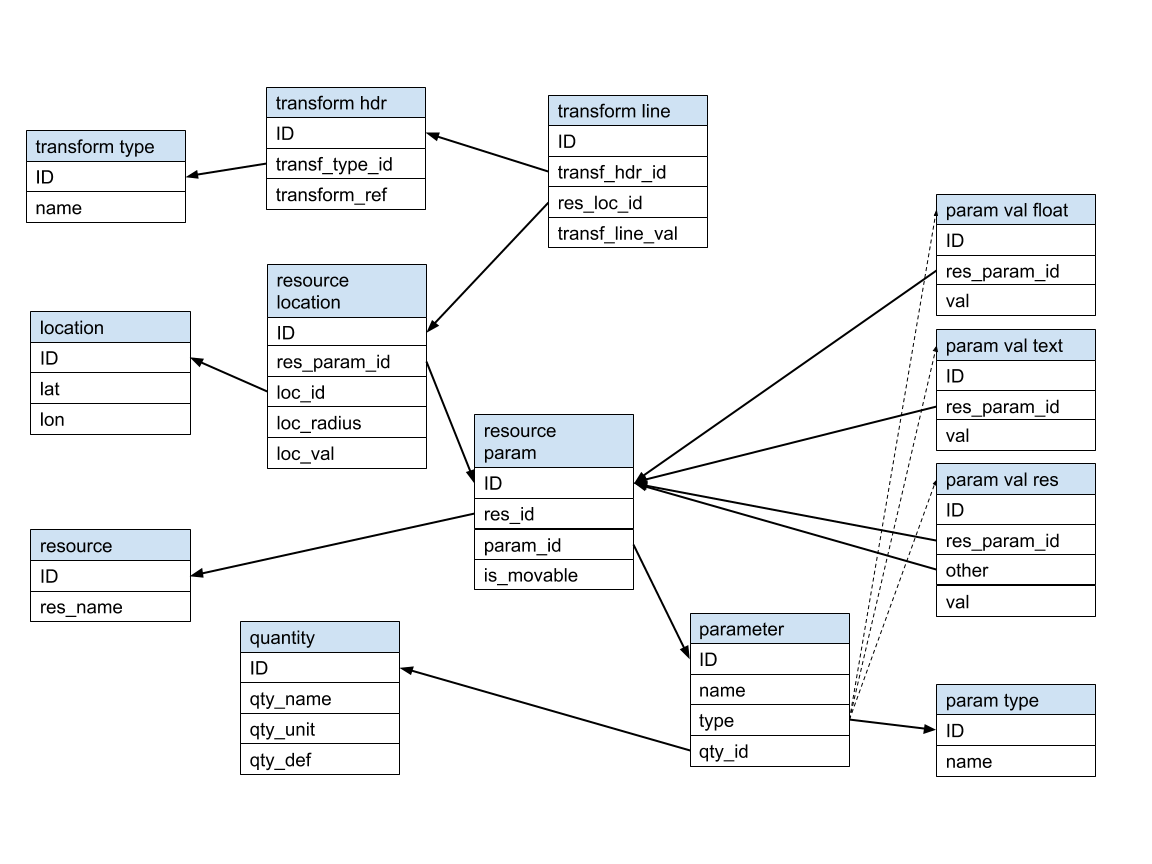 transform type
ID
name
transform hdr
ID
transf_type_id
transform_ref
transform line
ID
transf_hdr_id
res_loc_id
transf_line_val
location
ID
lat
lon
resource
location
ID
res_param_id
loc_id
loc_radius
loc_val
resource
param
ID
res_id
param_id
is_movable
param val float
ID
res_param_id
val
param val text
ID
res_param_id
val
param val res
ID
res_param_id
other
val
resource
ID
res_name
quantity
ID
qty_name
qty_unit
qty_def
parameter
ID
name
type
qty_id
param type
ID
name